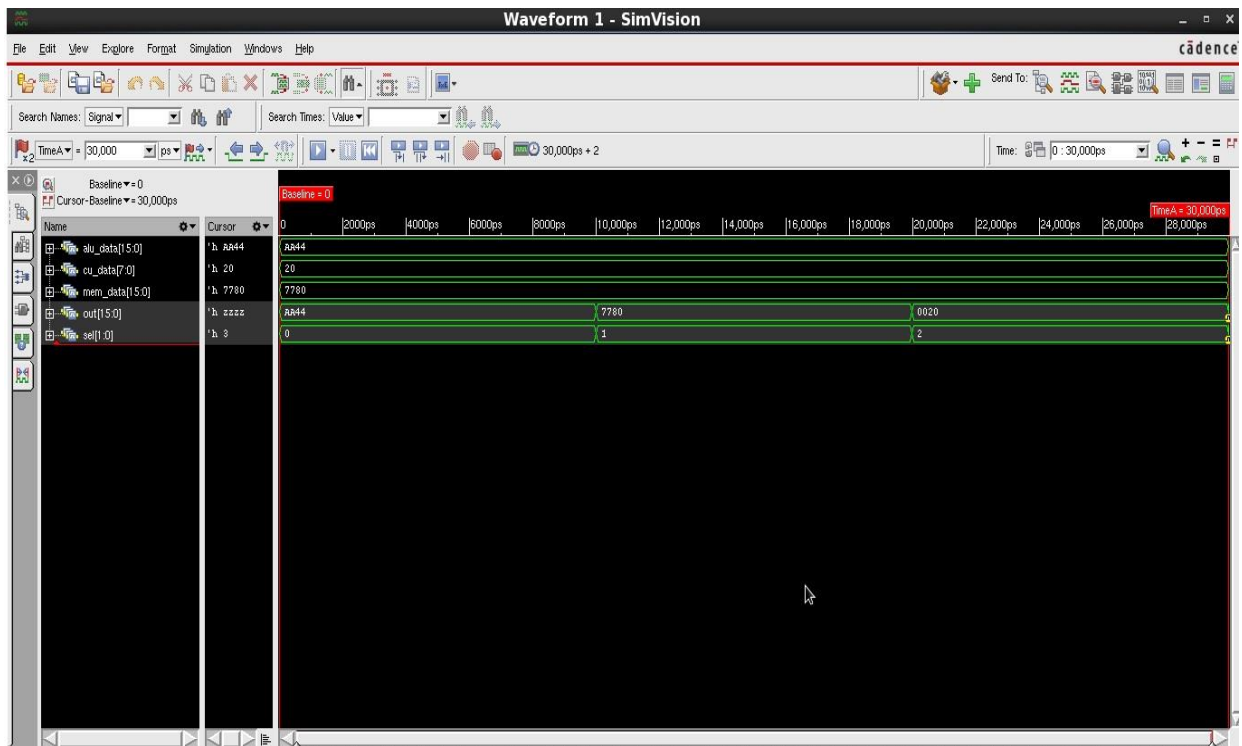 Waveform 1 - SimVision
File Edit View Explore Format Simulation Windows Help
cādence
Send To:
Search Names: Signal Search Times: Value
x2 TimeA = 30,000 ps 30,000ps + 2 Time: 0 : 30,000ps
Baseline = 0
Cursor-Baseline = 30,000ps
Baseline = 0
TimeA = 30,000ps
Name Cursor 0 2000ps 4000ps 6000ps 8000ps 10,000ps 12,000ps 14,000ps 16,000ps 18,000ps 20,000ps 22,000ps 24,000ps 26,000ps 28,000ps
alu_data[15:0] 'h AA44 AA44
cu_data[7:0] 'h 20 20
mem_data[15:0] 'h 7780 7780
out[15:0] 'h zzzz AA44 7780 0020
sel[1:0] 'h 3 0 1 2